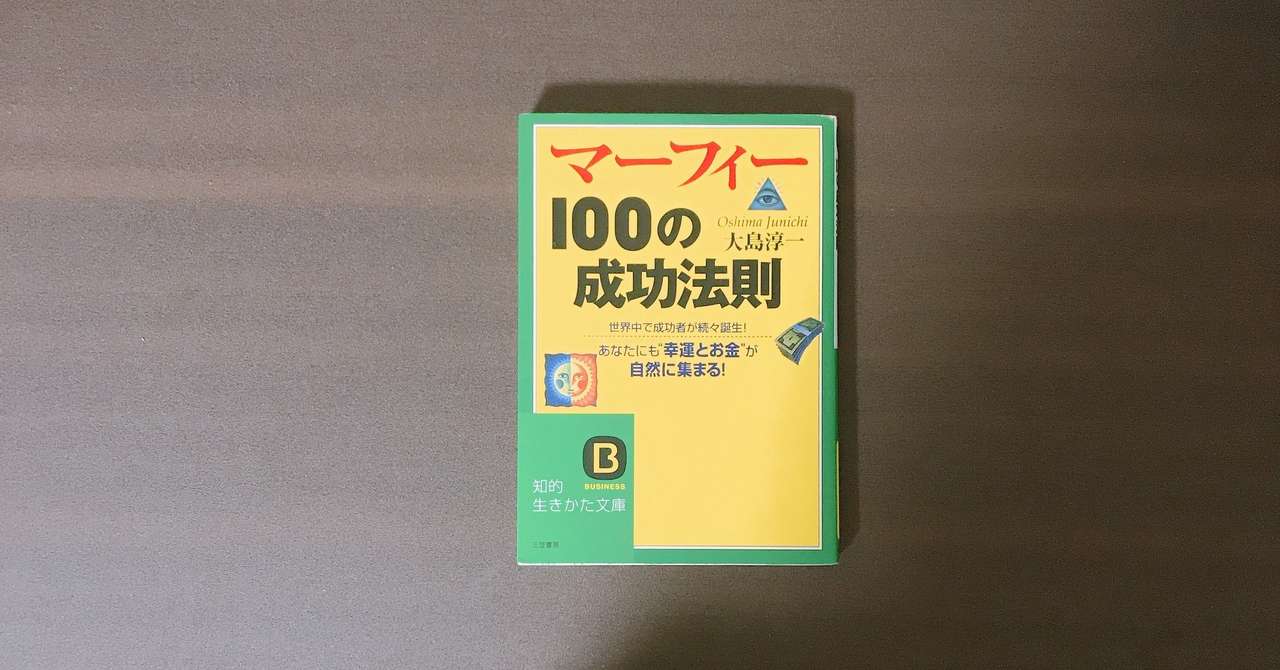 マーフィー
100の
成功法則
Oshima Junichi
大島淳一
世界中で成功者が続々誕生!
あなたにも"幸運とお金"が
自然に集まる!
B
BUSINESS
知的
生きかた文庫
三笠書房